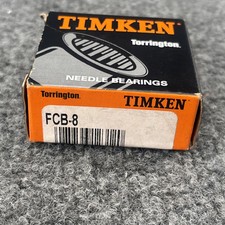 TIMKEN
Torrington.
NEEDLE BEARINGS
Torrington. TIMKEN
FCB-8